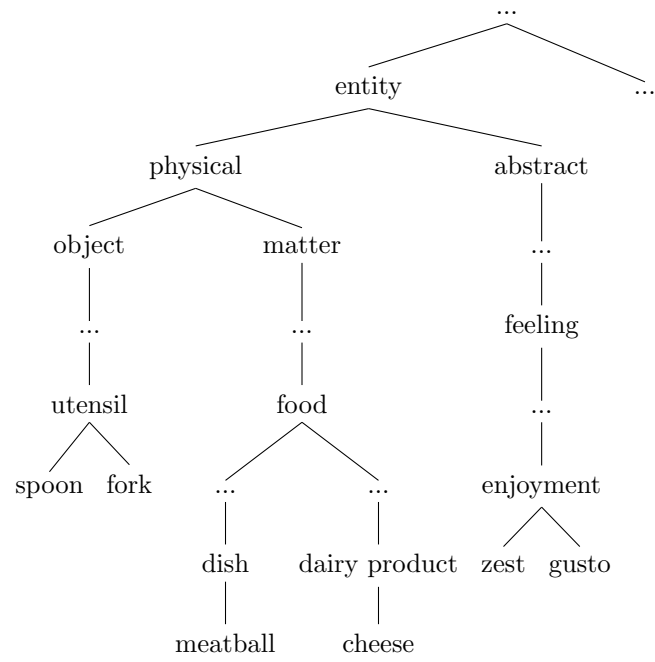 ...
entity ...
physical abstract
object matter ...
... ... feeling
utensil food ...
spoon fork ... ... enjoyment
dish dairy product zest gusto
meatball cheese